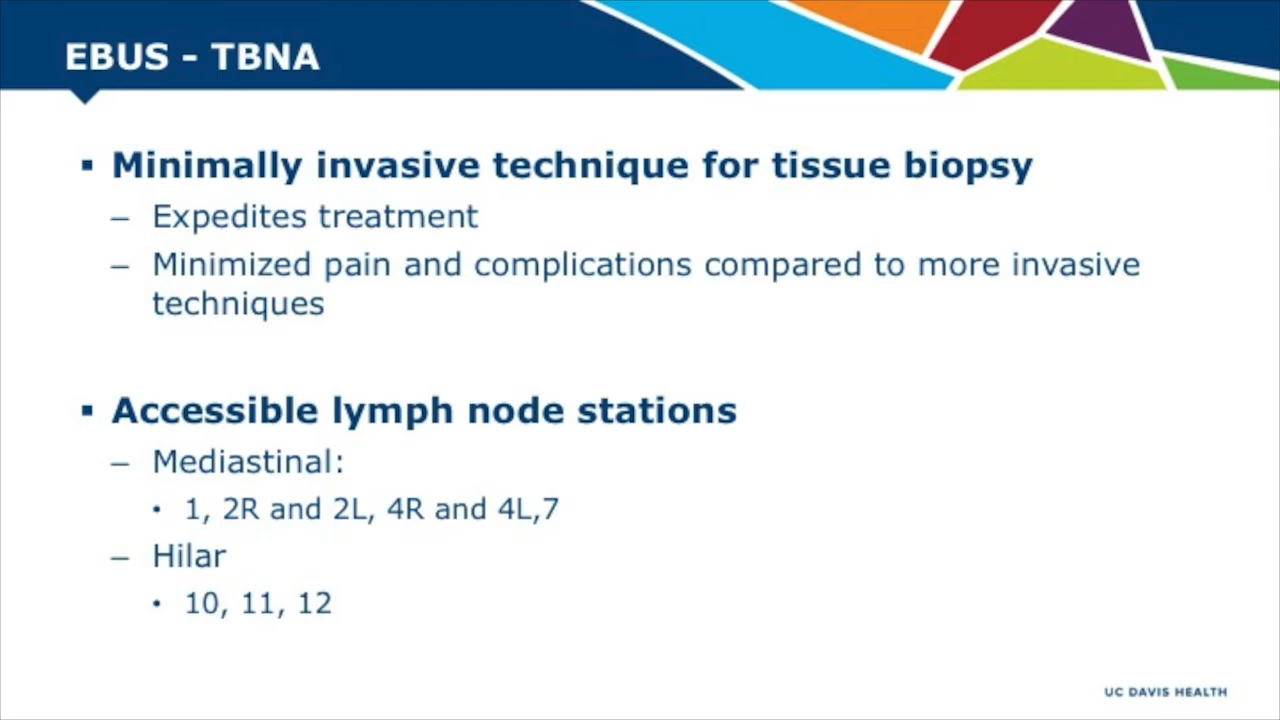 EBUS - TBNA
▪ Minimally invasive technique for tissue biopsy
– Expedites treatment
– Minimized pain and complications compared to more invasive
techniques
▪ Accessible lymph node stations
– Mediastinal:
• 1, 2R and 2L, 4R and 4L,7
– Hilar
• 10, 11, 12
UC DAVIS HEALTH